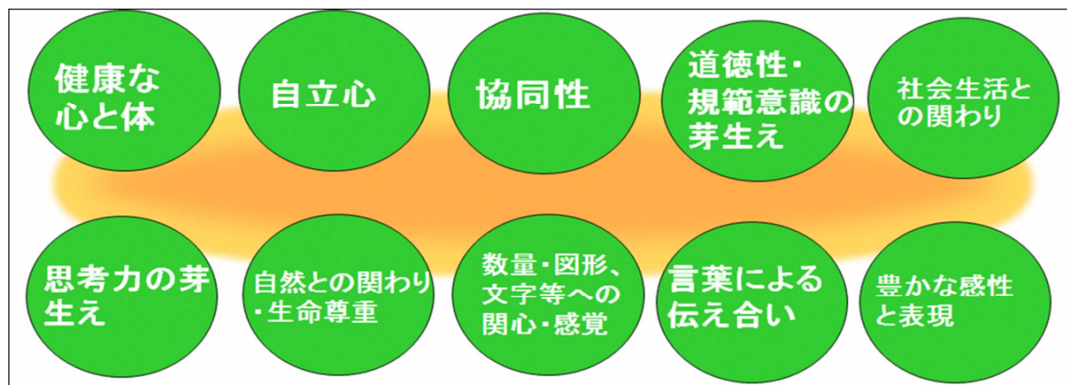 健康な
心と体
自立心
協同性
道徳性・
規範意識の
芽生え
社会生活と
の関わり
思考力の芽
生え
自然との関わり
・生命尊重
数量・図形、
文字等への
関心・感覚
言葉による
伝え合い
豊かな感性
と表現